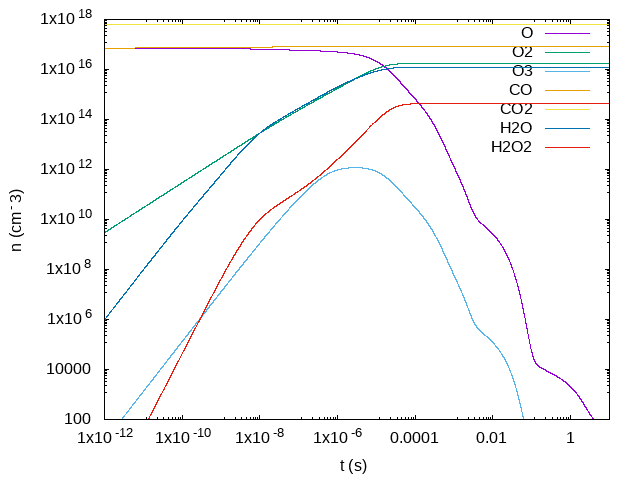 1x10 18
1x10 16
1x10 14
1x10 12
1x10 10
1x10 8
1x10 6
10000
100
n (cm- 3)
O
O2
O3
CO
CO2
H2O
H2O2
1x10 -12
1x10 -10
1x10 -8
1x10 -6
0.0001
0.01
1
t (s)